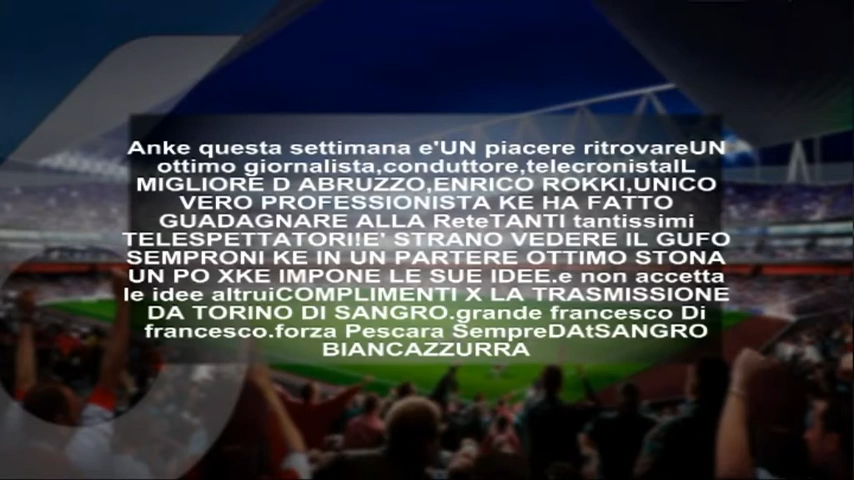 Anke questa settimana e'UN piacere ritrovareUN
ottimo giornalista,conduttore,telecronistaIL
MIGLIORE D ABRUZZO,ENRICO ROKKI,UNICO
VERO PROFESSIONISTA KE HA FATTO
GUADAGNARE ALLA ReteTANTI tantissimi
TELESPETTATORI!E' STRANO VEDERE IL GUFO
SEMPRONI KE IN UN PARTERE OTTIMO STONA
UN PO XKE IMPONE LE SUE IDEE.e non accetta
le idee altruiCOMPLIMENTI X LA TRASMISSIONE
DA TORINO DI SANGRO.grande francesco Di
francesco.forza Pescara SempreDAtSANGRO
BIANCAZZURRA